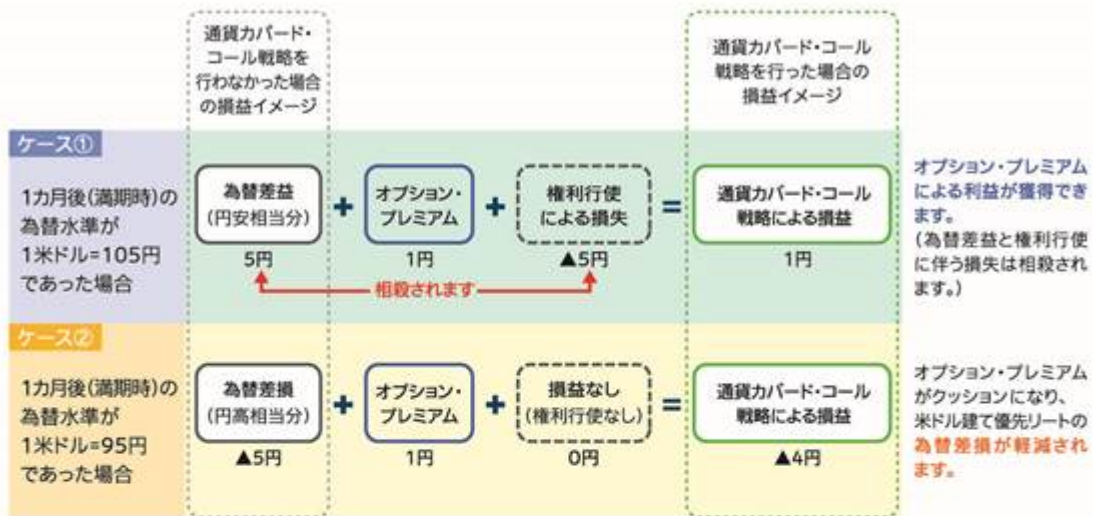 通貨カバード・
コール戦略を
行わなかった場合
の損益イメージ
通貨カバード・コール
戦略を行った場合の
損益イメージ
ケース①
1カ月後(満期時)の
為替水準が
1米ドル=105円
であった場合
為替差益
(円安相当分)
5円
+
オプション・
プレミアム
1円
+
権利行使
による損失
▲5円
=
通貨カバード・コール
戦略による損益
1円
相殺されます
オプション・プレミアム
による利益が獲得でき
ます。
(為替差益と権利行使
に伴う損失は相殺され
ます。)
ケース②
1カ月後(満期時)の
為替水準が
1米ドル=95円
であった場合
為替差損
(円高相当分)
▲5円
+
オプション・
プレミアム
1円
+
損益なし
(権利行使なし)
0円
=
通貨カバード・コール
戦略による損益
▲4円
オプション・プレミアム
がクッションになり、
米ドル建て優先リートの
為替差損が軽減され
ます。